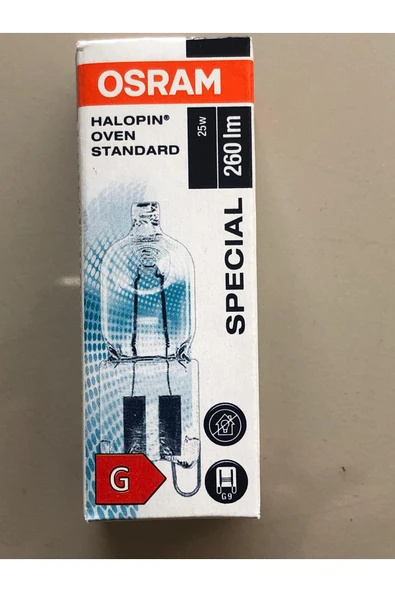 OSRAM
HALOPIN®
OVEN
STANDARD
25W
260 lm
SPECIAL
G
G9